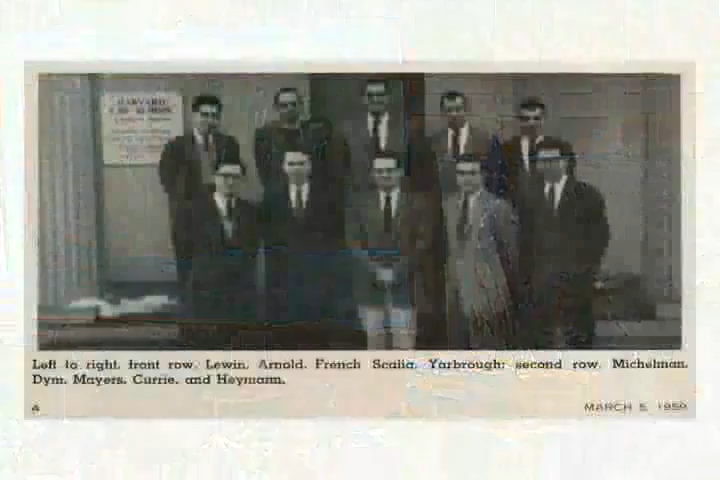 HARVARD
LAW SCHOOL
Left to right, front row, Lewin, Arnold, French Scalia, Yarbrough; second row, Michelman,
Dym, Mayers, Currie, and Heymann.
4
MARCH 5, 1959